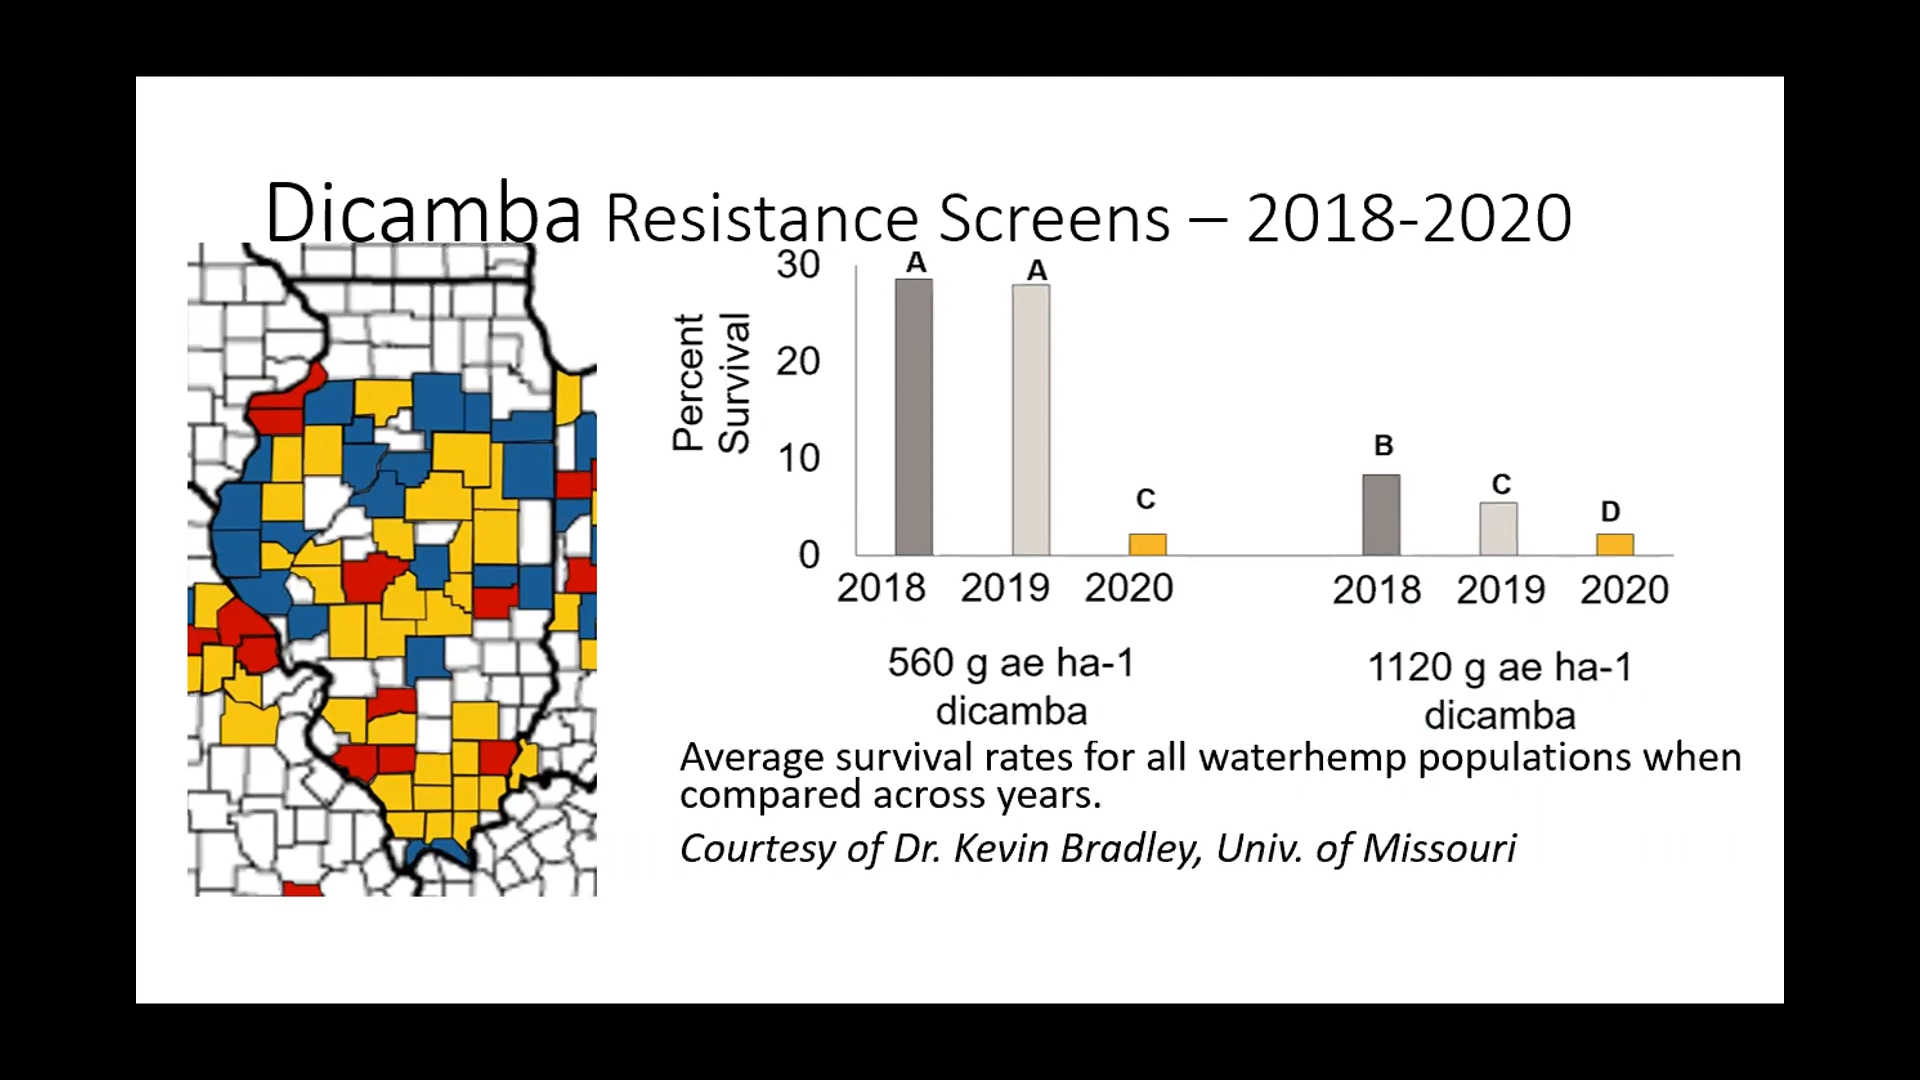 Dicamba Resistance Screens – 2018-2020
30
20
10
0
Percent
Survival
A
A
C
B
C
D
2018 2019 2020
2018 2019 2020
560 g ae ha-1
dicamba
1120 g ae ha-1
dicamba
Average survival rates for all waterhemp populations when
compared across years.
Courtesy of Dr. Kevin Bradley, Univ. of Missouri